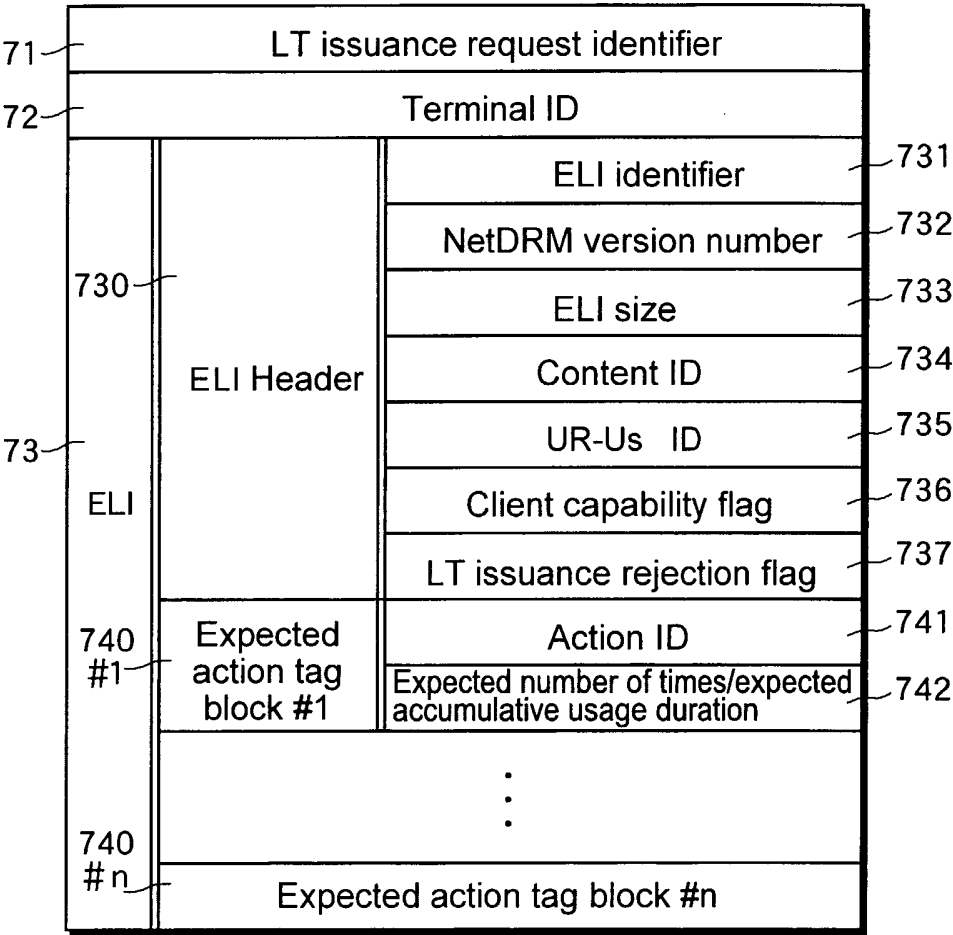 71
LT issuance request identifier
72
Terminal ID
73
ELI
730
ELI Header
ELI identifier
731
NetDRM version number
732
ELI size
733
Content ID
734
UR-Us ID
735
Client capability flag
736
LT issuance rejection flag
737
740
#1
Expected
action tag
block #1
Action ID
741
Expected number of times/expected
accumulative usage duration
742
740
#n
Expected action tag block #n